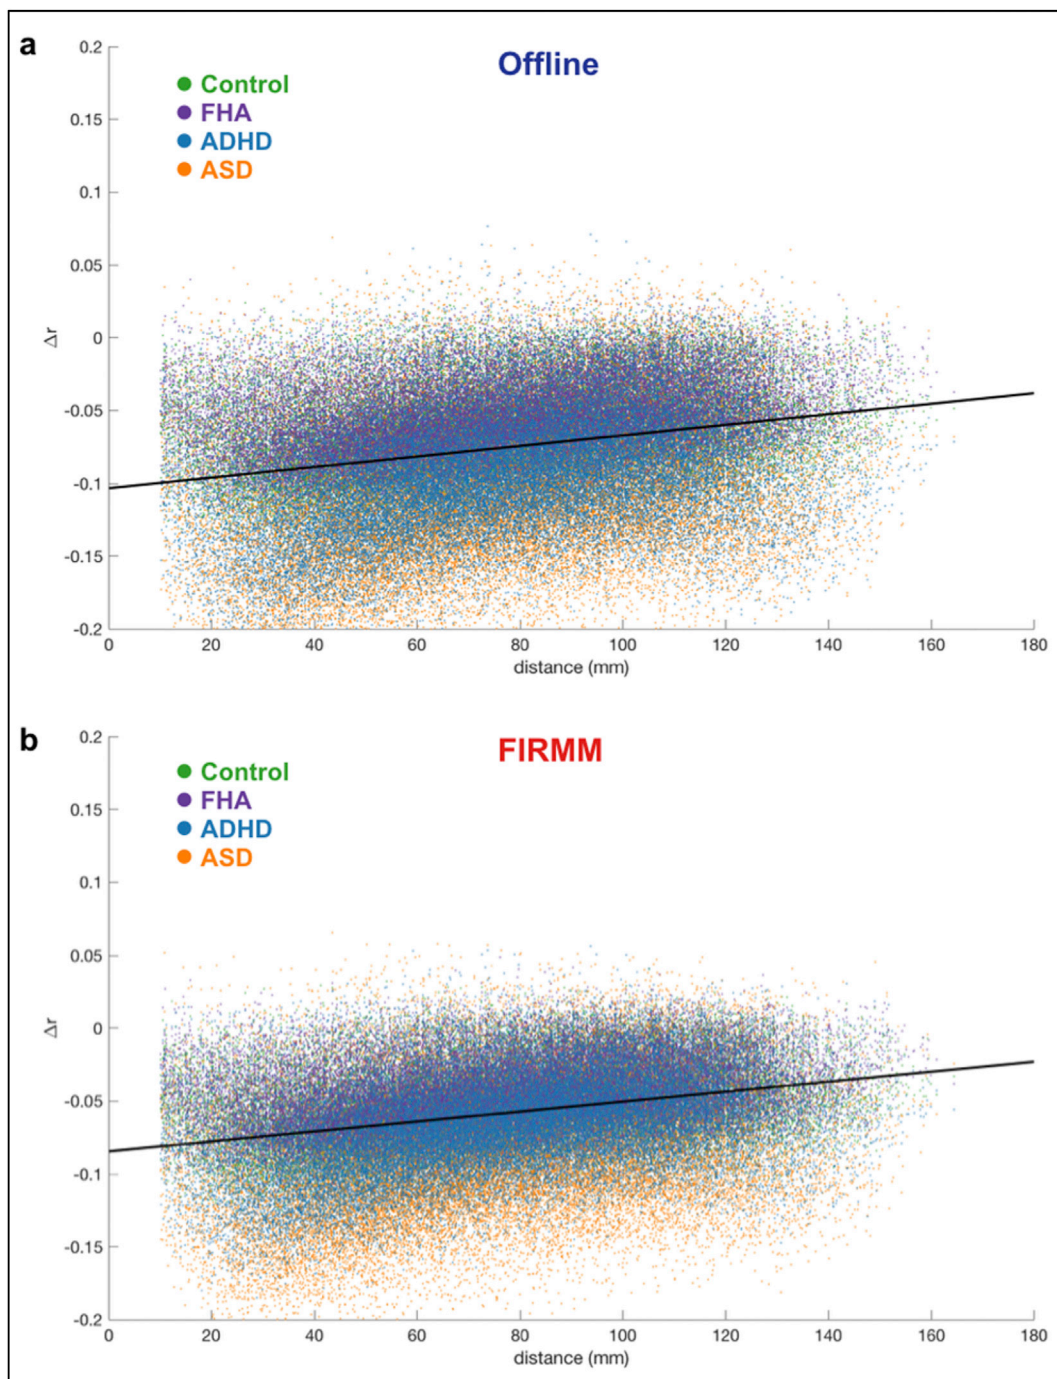 a
Offline
Control
FHA
ADHD
ASD
0.2
0.15
0.1
0.05
0
-0.05
-0.1
-0.15
-0.2
Δr
0 20 40 60 80 100 120 140 160 180
distance (mm)
b
FIRMM
Control
FHA
ADHD
ASD
0.2
0.15
0.1
0.05
0
-0.05
-0.1
-0.15
-0.2
Δr
0 20 40 60 80 100 120 140 160 180
distance (mm)